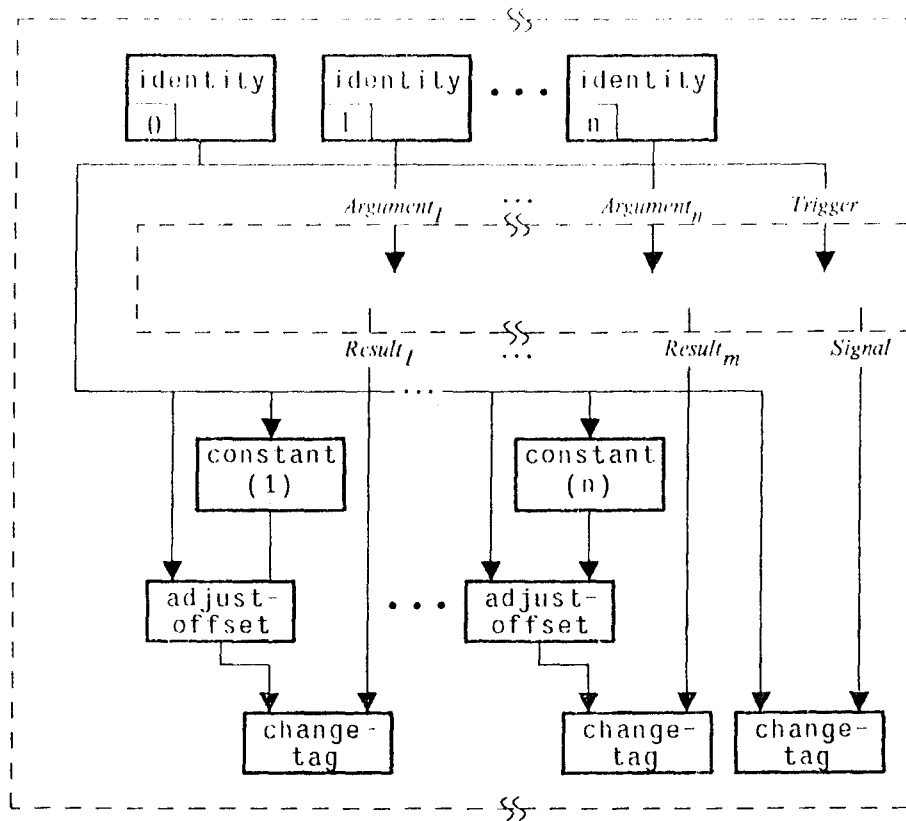 identity identity • • • identity
0 1 n
Argument1 ... Argumentn Trigger
Result1 ... Resultm Signal
...
constant (1)
constant (n)
adjust-offset
• • •
adjust-offset
change-tag
change-tag
change-tag